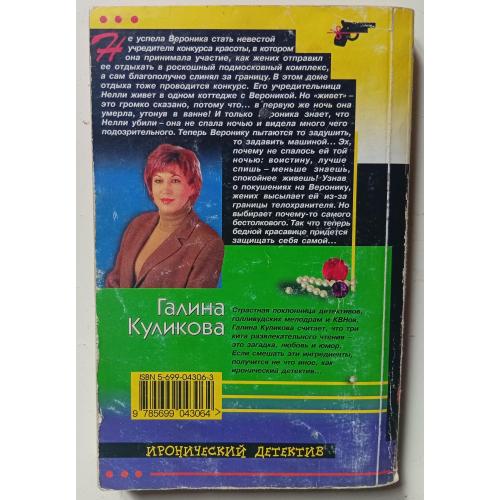 Не успела Вероника стать невестой
учредителя конкурса красоты, в котором
она принимала участие, как жених отправил
ее отдыхать в роскошный подмосковный комплекс,
а сам благополучно слинял за границу. В этом доме
отдыха тоже проводится конкурс. Его учредительница
Нелли живет в одном коттедже с Вероникой. Но «живет» –
это громко сказано, потому что... в первую же ночь она
умерла, утонув в ванне! И только Вероника знает, что
Нелли убили – она не спала ночью и видела много чего
подозрительного. Теперь Веронику пытаются то задушить,
то задавить машиной... Эх,
почему не спалось ей той
ночью: воистину, лучше
спишь – меньше знаешь,
спокойнее живешь! Узнав
о покушениях на Веронику,
жених высылает ей из-за
границы телохранителя. Но
выбирает почему-то самого
бестолкового. Так что теперь
бедной красавице придется
защищать себя самой...
Галина
Куликова
Страстная поклонница детективов,
голливудских мелодрам и КВНов,
Галина Куликова считает, что три
кита развлекательного чтения –
это загадка, любовь и юмор.
Если смешать эти ингредиенты,
получится не что иное, как
иронический детектив...
ISBN 5-699-04306-3
9 785699 043064 >
ИРОНИЧЕСКИЙ ДЕТЕКТИВ